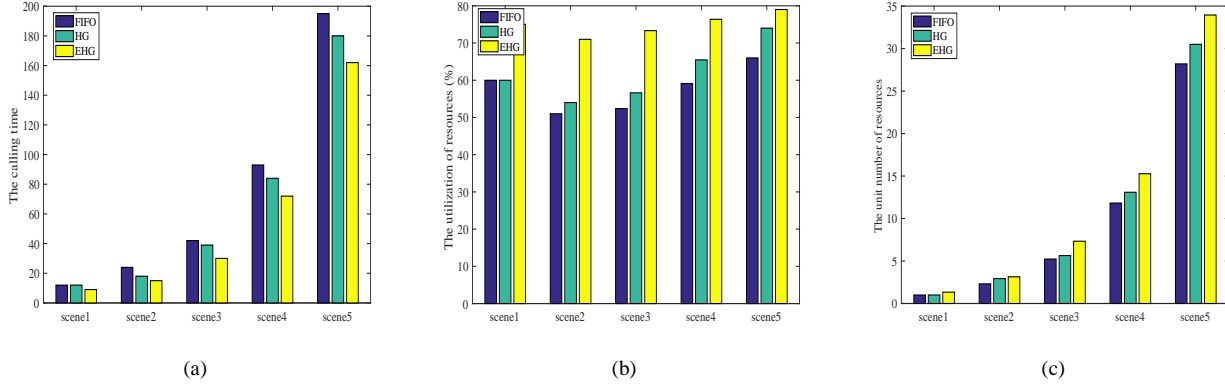 The calling time
200
180
160
140
120
100
80
60
40
20
0
FIFO
HG
EHG
scene1 scene2 scene3 scene4 scene5
(a)
The utilization of resources (%)
80
70
60
50
40
30
20
10
0
FIFO
HG
EHG
scene1 scene2 scene3 scene4 scene5
(b)
The unit number of resources
35
30
25
20
15
10
5
0
FIFO
HG
EHG
scene1 scene2 scene3 scene4 scene5
(c)